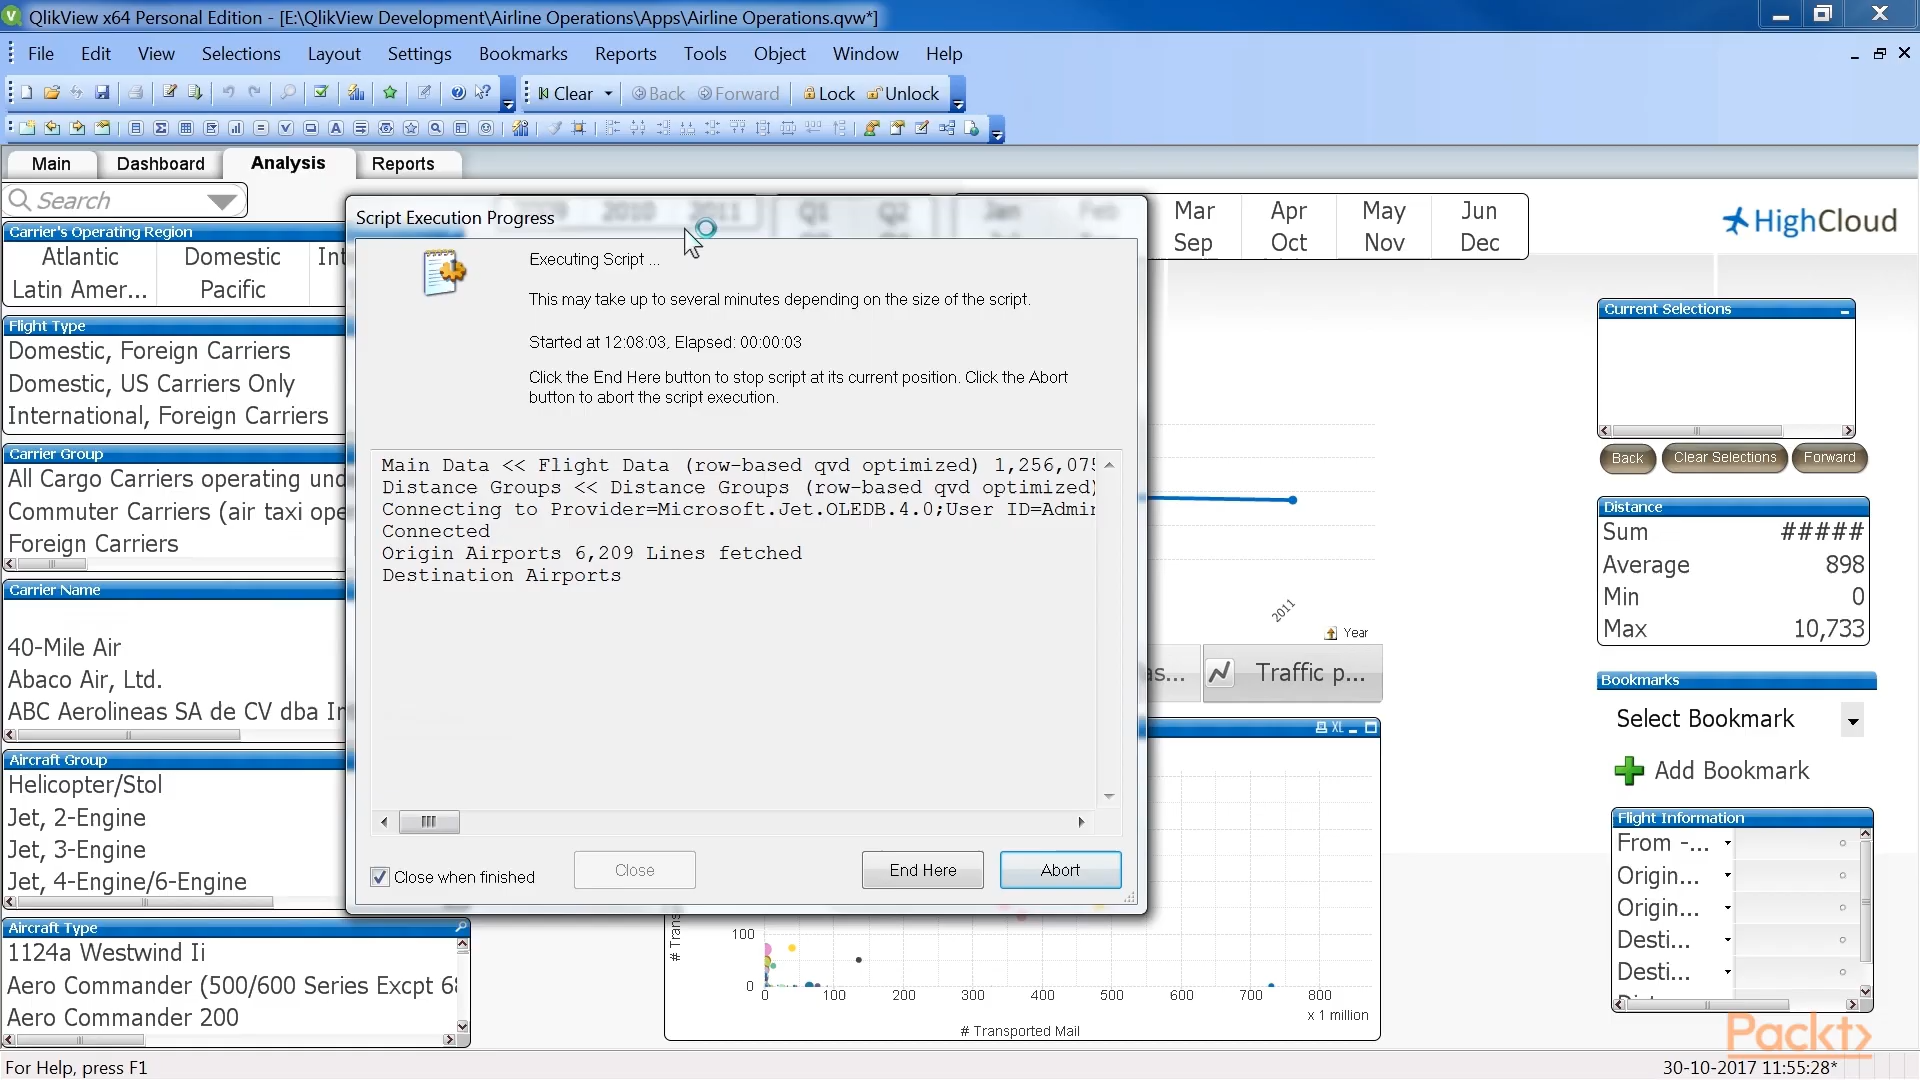 QlikView x64 Personal Edition - [E:\QlikView Development\Airline Operations\Apps\Airline Operations.qvw*]
File Edit View Selections Layout Settings Bookmarks Reports Tools Object Window Help
Clear Back Forward Lock Unlock
Main Dashboard Analysis Reports
Search
Carrier's Operating Region
Atlantic Domestic Int
Latin Amer... Pacific
Flight Type
Domestic, Foreign Carriers
Domestic, US Carriers Only
International, Foreign Carriers
Carrier Group
All Cargo Carriers operating und
Commuter Carriers (air taxi ope
Foreign Carriers
Carrier Name
40-Mile Air
Abaco Air, Ltd.
ABC Aerolineas SA de CV dba In
Aircraft Group
Helicopter/Stol
Jet, 2-Engine
Jet, 3-Engine
Jet, 4-Engine/6-Engine
Aircraft Type
1124a Westwind Ii
Aero Commander (500/600 Series Excpt 68
Aero Commander 200
2009 2010 2011 Q1 Q2 Jan Feb Mar Apr May Jun
Sep Oct Nov Dec
Script Execution Progress
Executing Script ...
This may take up to several minutes depending on the size of the script.
Started at 12:08:03, Elapsed: 00:00:03
Click the End Here button to stop script at its current position. Click the Abort
button to abort the script execution.
Main Data << Flight Data (row-based qvd optimized) 1,256,075
Distance Groups << Distance Groups (row-based qvd optimized)
Connecting to Provider=Microsoft.Jet.OLEDB.4.0;User ID=Admin
Connected
Origin Airports 6,209 Lines fetched
Destination Airports
Close when finished Close End Here Abort
2011
Year
as... Traffic p...
XL
# Trans
100
0
0 100 200 300 400 500 600 700 800
x 1 million
# Transported Mail
HighCloud
Current Selections
Back Clear Selections Forward
Distance
Sum #####
Average 898
Min 0
Max 10,733
Bookmarks
Select Bookmark
Add Bookmark
Flight Information
From -...
Origin...
Origin...
Desti...
Desti...
Packt>
For Help, press F1
30-10-2017 11:55:28*